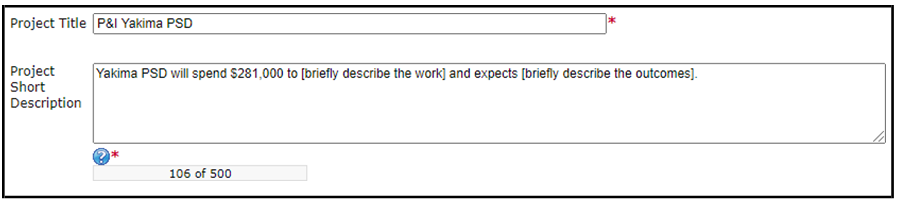 Project Title P&I Yakima PSD *
Project
Short
Description
Yakima PSD will spend $281,000 to [briefly describe the work] and expects [briefly describe the outcomes].
? *
106 of 500